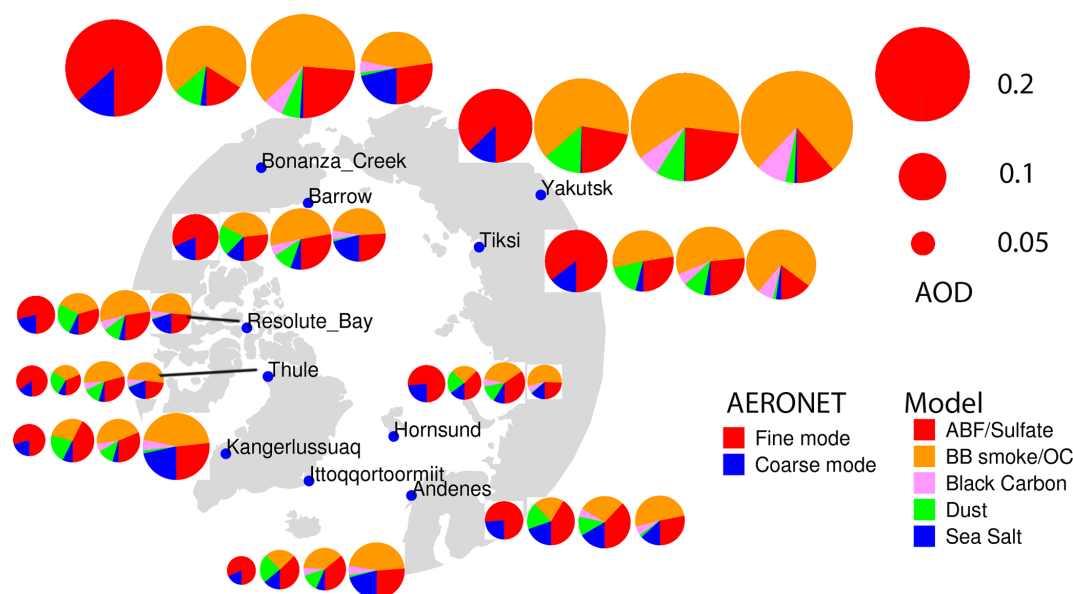 0.2
Bonanza_Creek
0.1
Barrow
Yakutsk
Tiksi
0.05
AOD
Resolute_Bay
Thule
AERONET
Model
Fine mode
ABF/Sulfate
Coarse mode
BB smoke/OC
Black Carbon
Dust
Sea Salt
Hornsund
Kangerlussuaq
Ittoqqortoormiit
Andenes